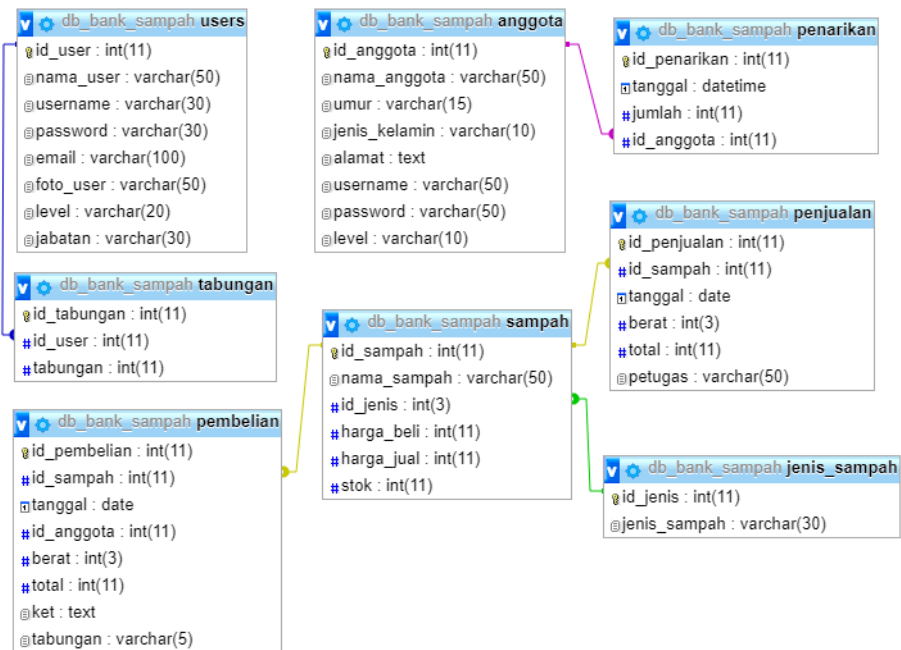 db_bank_sampah users
id_user : int(11)
nama_user : varchar(50)
username : varchar(30)
password : varchar(30)
email : varchar(100)
foto_user : varchar(50)
level : varchar(20)
jabatan : varchar(30)
db_bank_sampah anggota
id_anggota : int(11)
nama_anggota : varchar(50)
umur : varchar(15)
jenis_kelamin : varchar(10)
alamat : text
username : varchar(50)
password : varchar(50)
level : varchar(10)
db_bank_sampah penarikan
id_penarikan : int(11)
tanggal : datetime
jumlah : int(11)
id_anggota : int(11)
db_bank_sampah penjualan
id_penjualan : int(11)
id_sampah : int(11)
tanggal : date
berat : int(3)
total : int(11)
petugas : varchar(50)
db_bank_sampah tabungan
id_tabungan : int(11)
id_user : int(11)
tabungan : int(11)
db_bank_sampah sampah
id_sampah : int(11)
nama_sampah : varchar(50)
id_jenis : int(3)
harga_beli : int(11)
harga_jual : int(11)
stok : int(11)
db_bank_sampah pembelian
id_pembelian : int(11)
id_sampah : int(11)
tanggal : date
id_anggota : int(11)
berat : int(3)
total : int(11)
ket : text
tabungan : varchar(5)
db_bank_sampah jenis_sampah
id_jenis : int(11)
jenis_sampah : varchar(30)